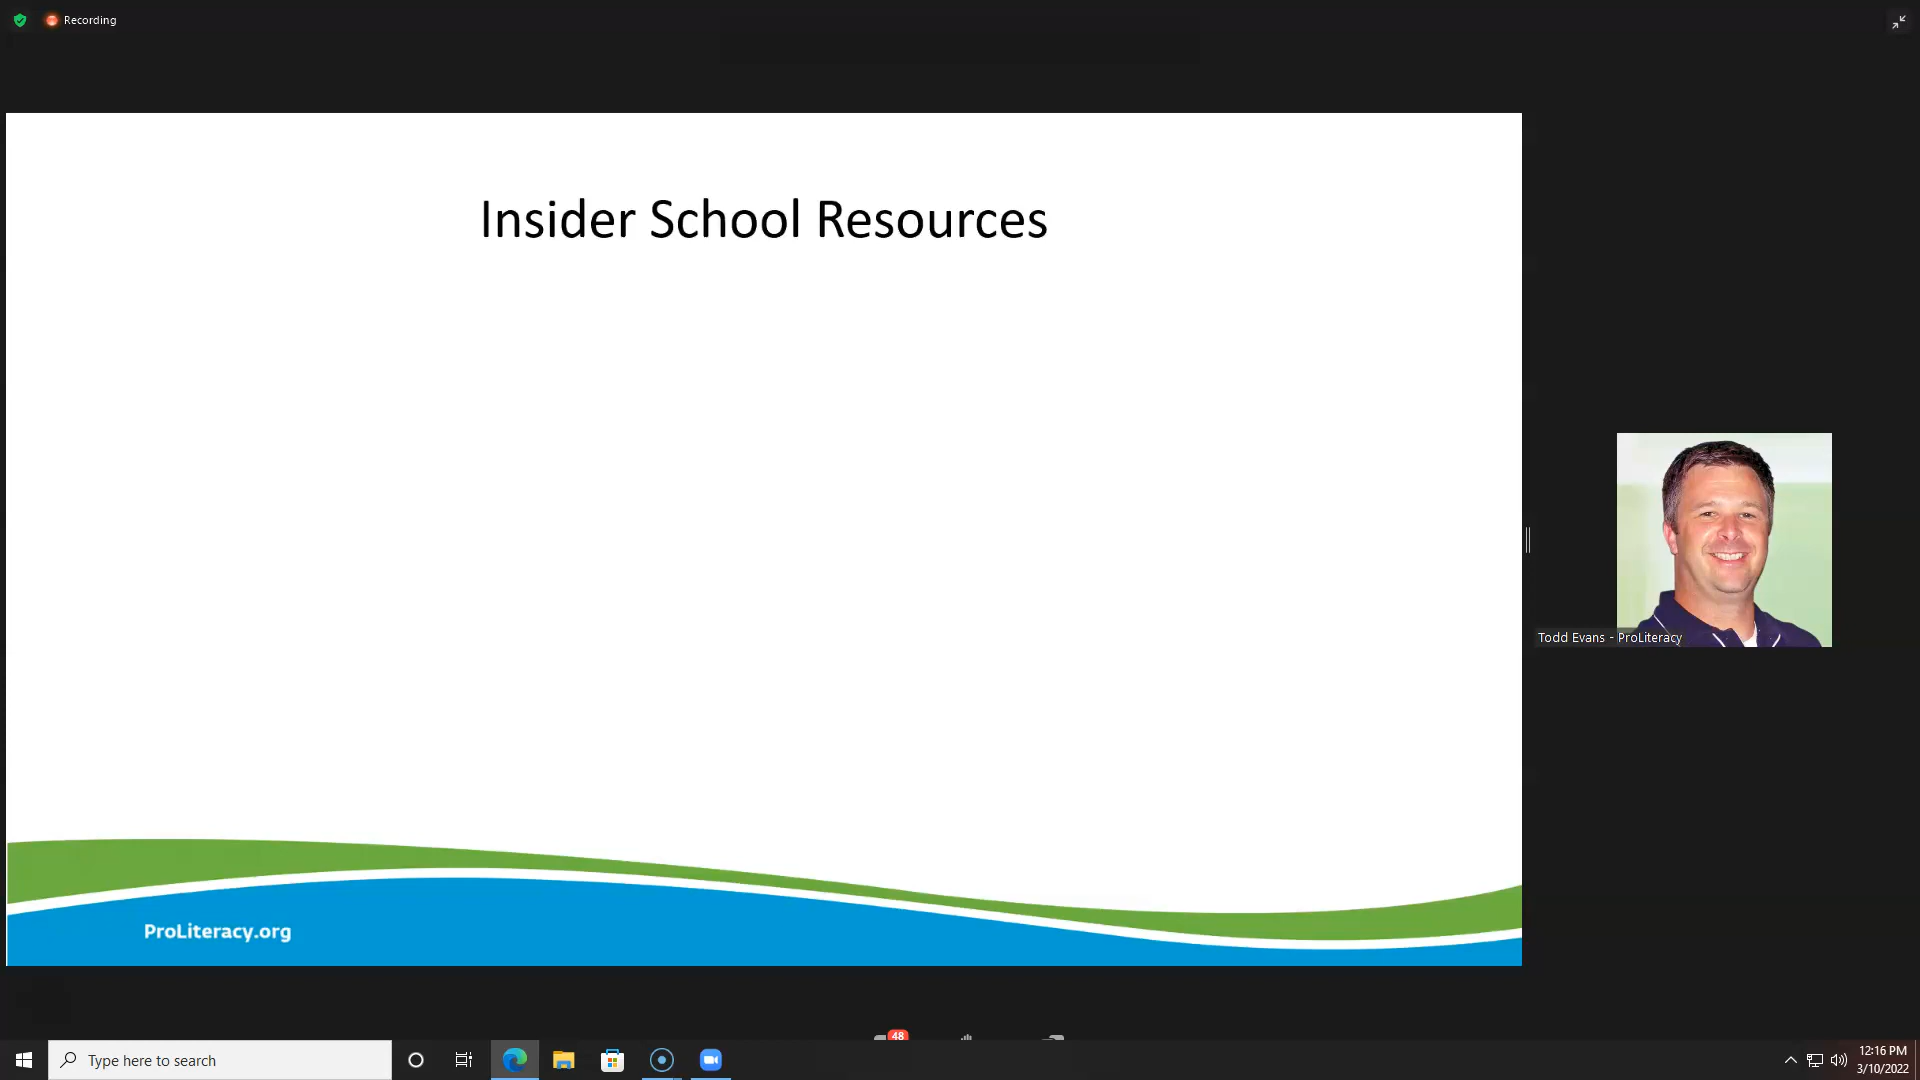 Recording
Insider School Resources
Todd Evans - ProLiteracy
ProLiteracy.org
48
Type here to search
12:16 PM
3/10/2022